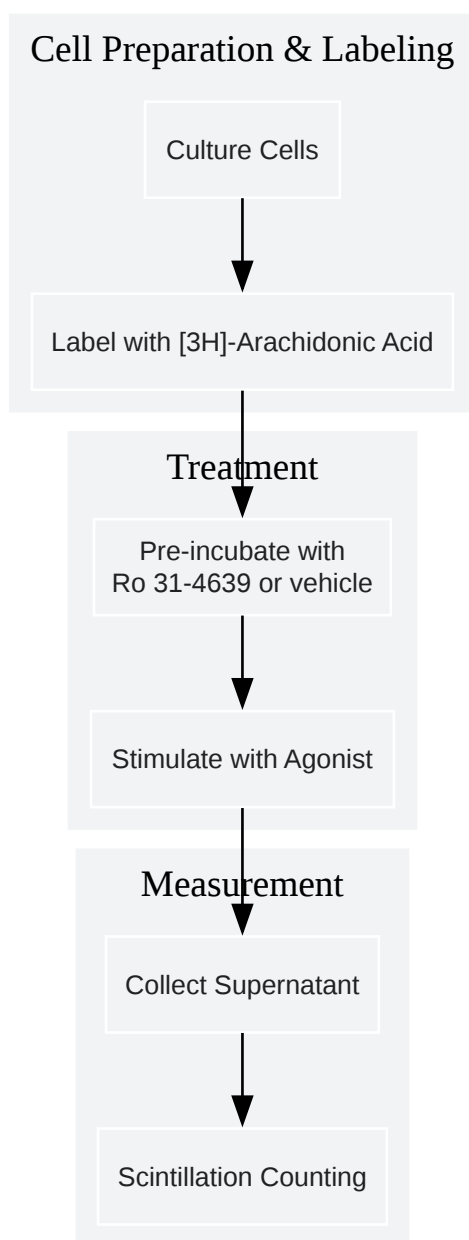 Cell Preparation & Labeling
Culture Cells
Label with [3H]-Arachidonic Acid
Treatment
Pre-incubate with
Ro 31-4639 or vehicle
Stimulate with Agonist
Measurement
Collect Supernatant
Scintillation Counting